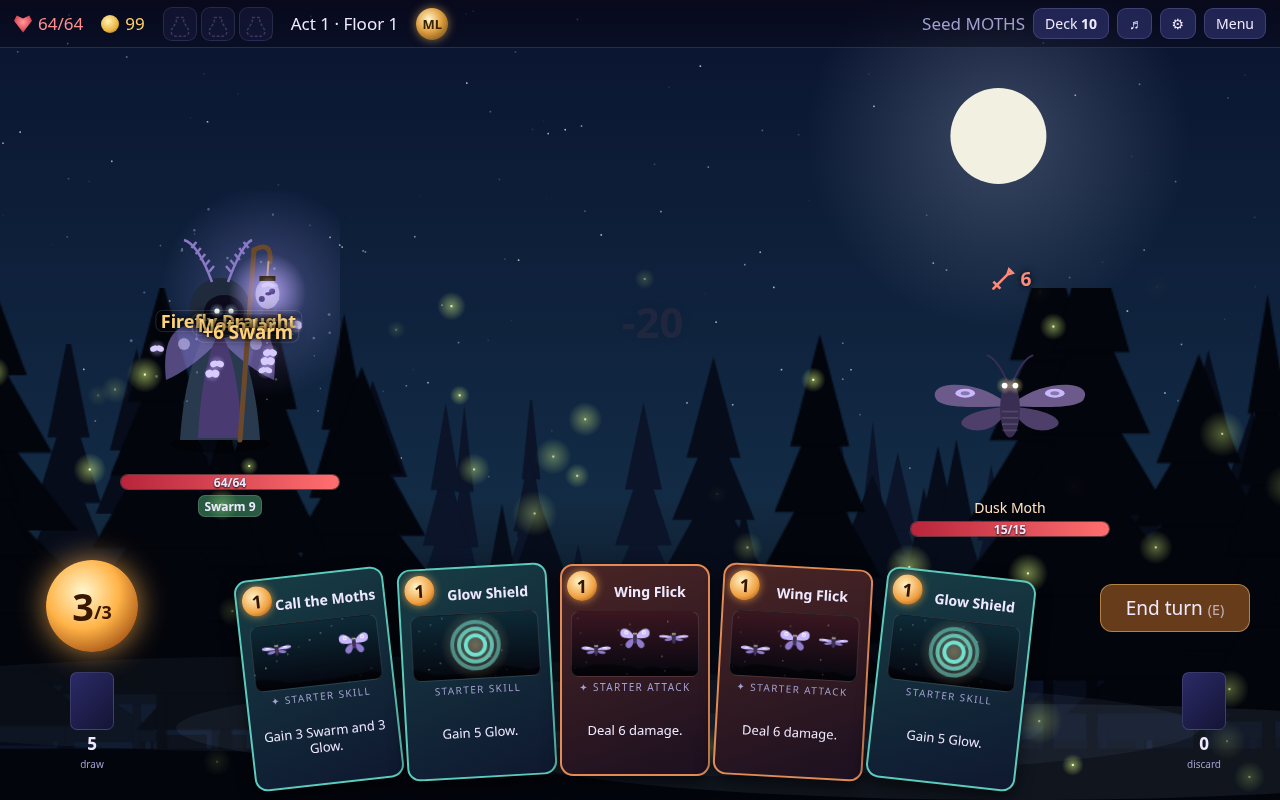 64/64
99
Act 1 · Floor 1
ML
Seed MOTHS
Deck 10
Menu
-20
6
Firefly Draught
+6 Swarm
64/64
Swarm 9
Dusk Moth
15/15
3/3
End turn (E)
1
Call the Moths
✦ STARTER SKILL
Gain 3 Swarm and 3
Glow.
1
Glow Shield
STARTER SKILL
Gain 5 Glow.
1
Wing Flick
✦ STARTER ATTACK
Deal 6 damage.
1
Wing Flick
✦ STARTER ATTACK
Deal 6 damage.
1
Glow Shield
STARTER SKILL
Gain 5 Glow.
5
draw
0
discard